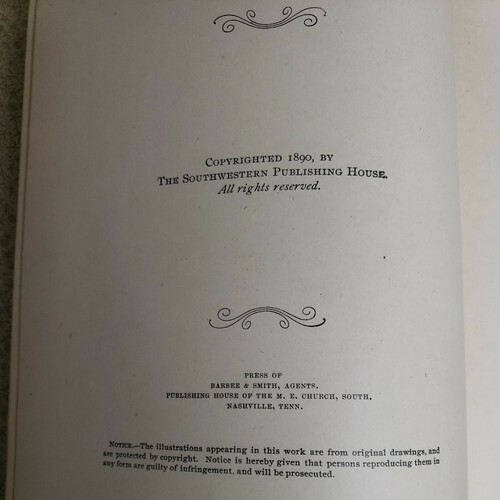 Copyrighted 1890, by
The Southwestern Publishing House.
All rights reserved.
PRESS OF
BARBEE & SMITH, AGENTS.
PUBLISHING HOUSE OF THE M. E. CHURCH, SOUTH.
NASHVILLE, TENN.
Notice.—The illustrations appearing in this work are from original drawings, and
are protected by copyright. Notice is hereby given that persons reproducing them in
any form are guilty of infringement, and will be prosecuted.